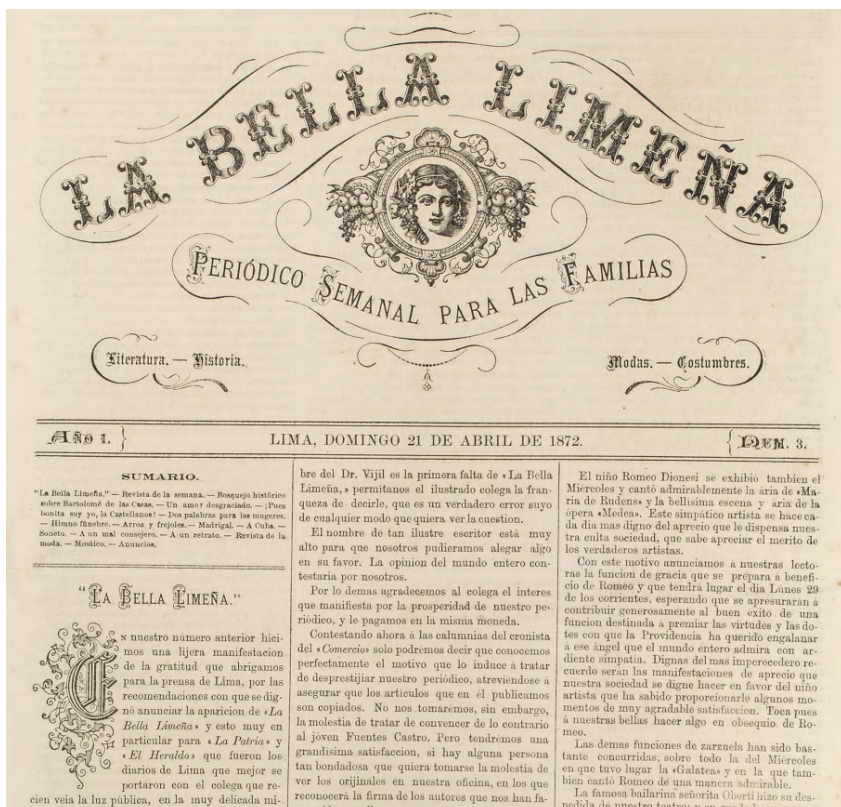 LA BELLA LIMEÑA
PERIÓDICO SEMANAL PARA LAS FAMILIAS
Literatura. — Historia.
Modas. — Costumbres.
AÑO I.
LIMA, DOMINGO 21 DE ABRIL DE 1872.
NUM. 3.
SUMARIO.
"La Bella Limeña." — Revista de la semana. — Bosquejo histórico
sobre Bartolomé de las Casas. — Un amor desgraciado. — ¡Pues
bonita soy yo, la Castellanos! — Dos palabras para las mugeres.
— Himno fúnebre. — Arroz y frejoles. — Madrigal. — A Cuba. —
Soneto. — A un mal consejero. — A un retrato. — Revista de la
moda. — Mosáico. — Anuncios.
"LA BELLA LIMEÑA."
EN nuestro número anterior hici-
mos una lijera manifestacion
de la gratitud que abrigamos
para la prensa de Lima, por las
recomendaciones con que se dig-
nó anunciar la aparicion de «La
Bella Limeña» y esto muy en
particular para «La Patria» y
«El Heraldo» que fueron los
diarios de Lima que mejor se
portaron con el colega que re-
cien veia la luz pública, en la muy delicada mi-
bre del Dr. Vijil es la primera falta de «La Bella
Limeña,» permítanos el ilustrado colega la fran-
queza de decirle, que es un verdadero error suyo
de cualquier modo que quiera ver la cuestion.
El nombre de tan ilustre escritor está muy
alto para que nosotros pudieramos alegar algo
en su favor. La opinion del mundo entero con-
testaria por nosotros.
Por lo demas agradecemos al colega el interes
que manifiesta por la prosperidad de nuestro pe-
riódico, y le pagamos en la misma moneda.
Contestando ahora á las calumnias del cronista
del «Comercio» solo podrémos decir que conocemos
perfectamente el motivo que lo induce á tratar
de desprestijiar nuestro periódico, atreviéndose á
asegurar que los artículos que en él publicamos
son copiados. No nos tomarémos, sin embargo,
la molestia de tratar de convencer de lo contrario
al jóven Fuentes Castro. Pero tendrémos una
grandísima satisfaccion, si hay alguna persona
tan bondadosa que quiera tomarse la molestia de
ver los orijinales en nuestra oficina, en los que
reconocerá la firma de los autores que nos han fa-
El niño Romeo Dionesi se exhibió tambien el
Miércoles y cantó admirablemente la ária de «Ma-
ria de Rudens» y la bellísima escena y ária de la
ópera «Medea». Este simpático artista se hace ca-
da dia mas digno del aprecio que le dispensa nues-
tra culta sociedad, que sabe apreciar el merito de
los verdaderos artistas.
Con este motivo anunciamos á nuestras lecto-
ras la funcion de gracia que se prepara á benefi-
cio de Romeo y que tendrá lugar el dia Lúnes 29
de los corrientes, esperando que se apresurarán á
contribuir generosamente al buen exito de una
funcion destinada á premiar las virtudes y las do-
tes con que la Providencia ha querido engalanar
á ese ángel que el mundo entero admira con ar-
diente simpatia. Dignas del mas imperecedero re-
cuerdo serán las manifestaciones de aprecio que
nuestra sociedad se digne hacer en favor del niño
artista que ha sabido proporcionarle algunos mo-
mentos de muy agradable satisfaccion. Toca pues
á nuestras bellas hacer algo en obsequio de Ro-
meo.
Las demas funciones de zarzuela han sido bas-
tante concurridas, sobre todo la del Miércoles
en que tuvo lugar la «Galatea» y en la que tam-
bien cantó Romeo de una manera admirable.
La famosa bailarina señorita Oberti hizo su des-